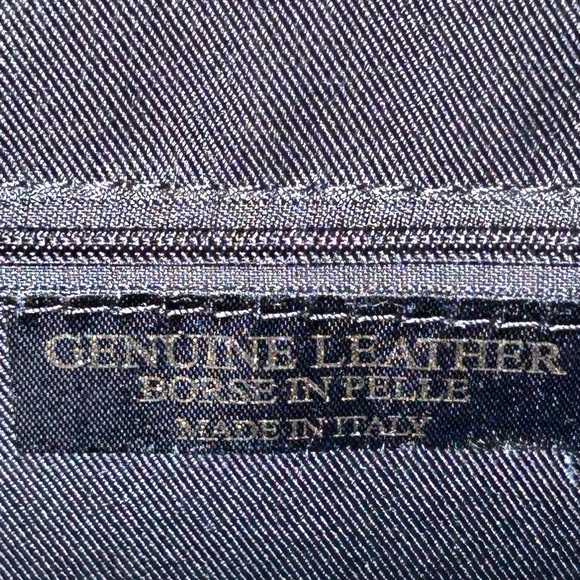 GENUINE LEATHER
BORSE IN PELLE
MADE IN ITALY